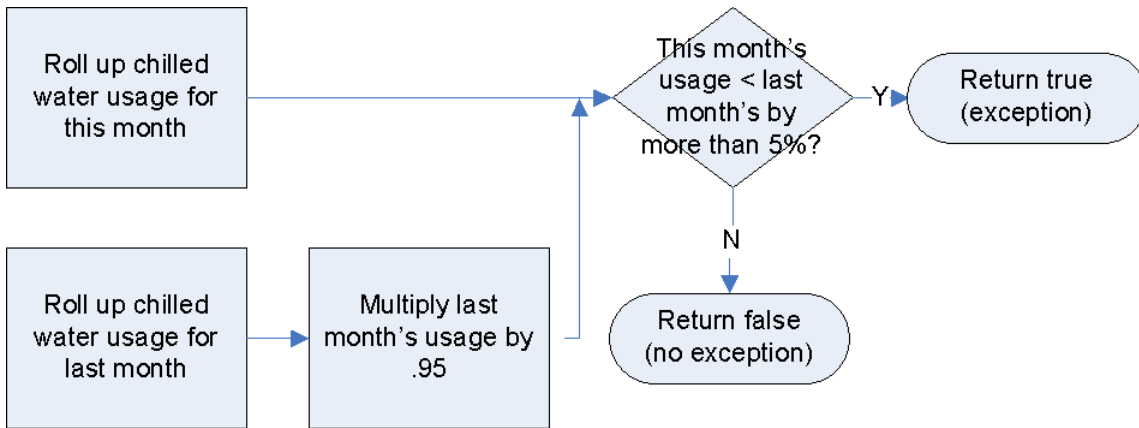 Roll up chilled
water usage for
this month
This month's
usage < last
month's by
more than 5%?
Y
Return true
(exception)
N
Roll up chilled
water usage for
last month
Multiply last
month's usage by
.95
Return false
(no exception)